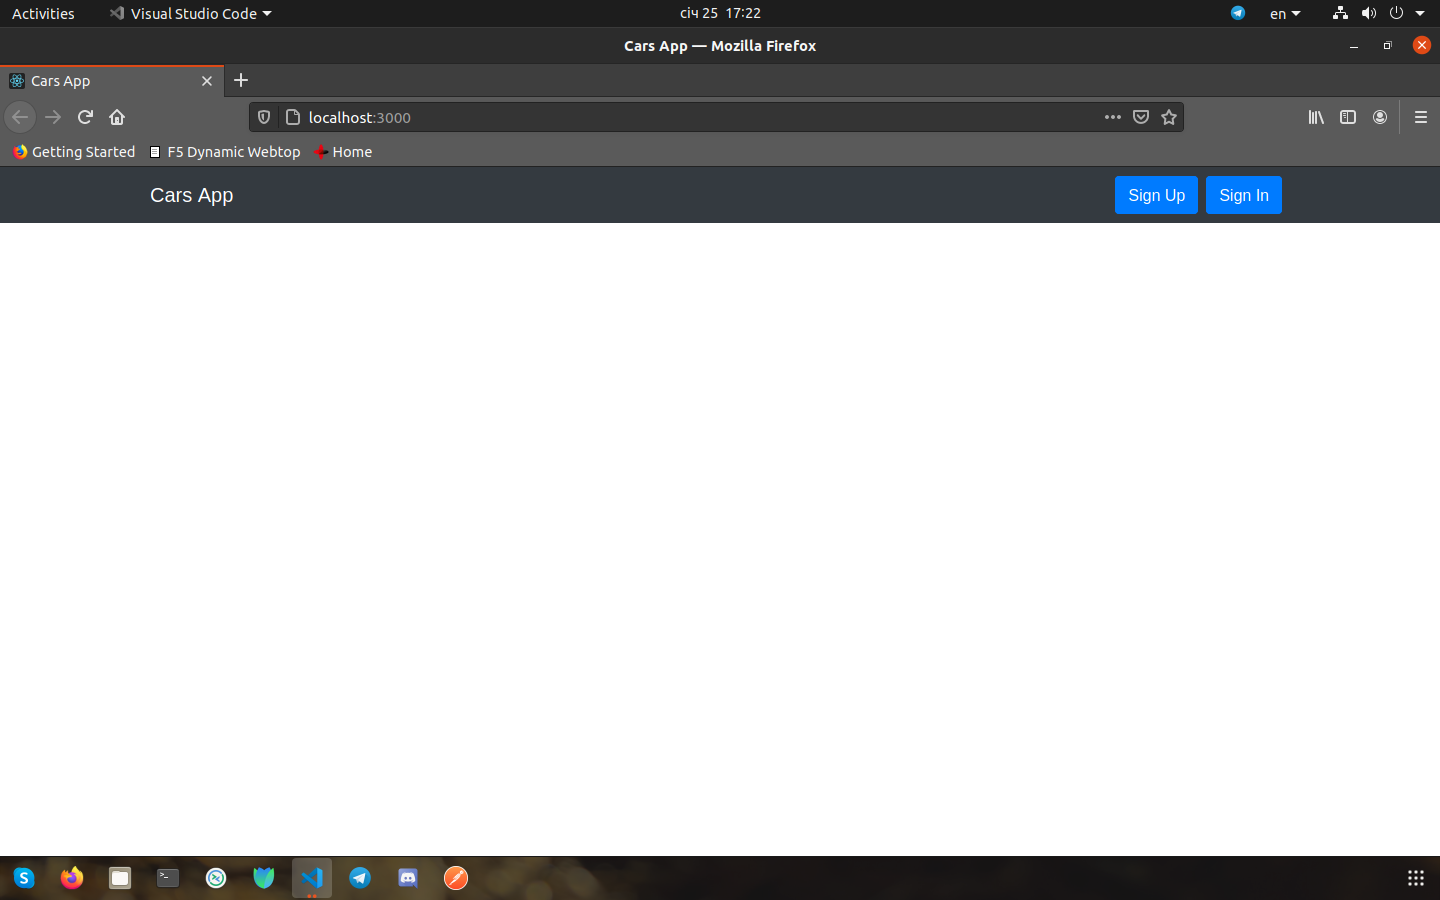 Activities Visual Studio Code січ 25 17:22 en
Cars App — Mozilla Firefox
Cars App
localhost:3000
Getting Started F5 Dynamic Webtop Home
Cars App Sign Up Sign In